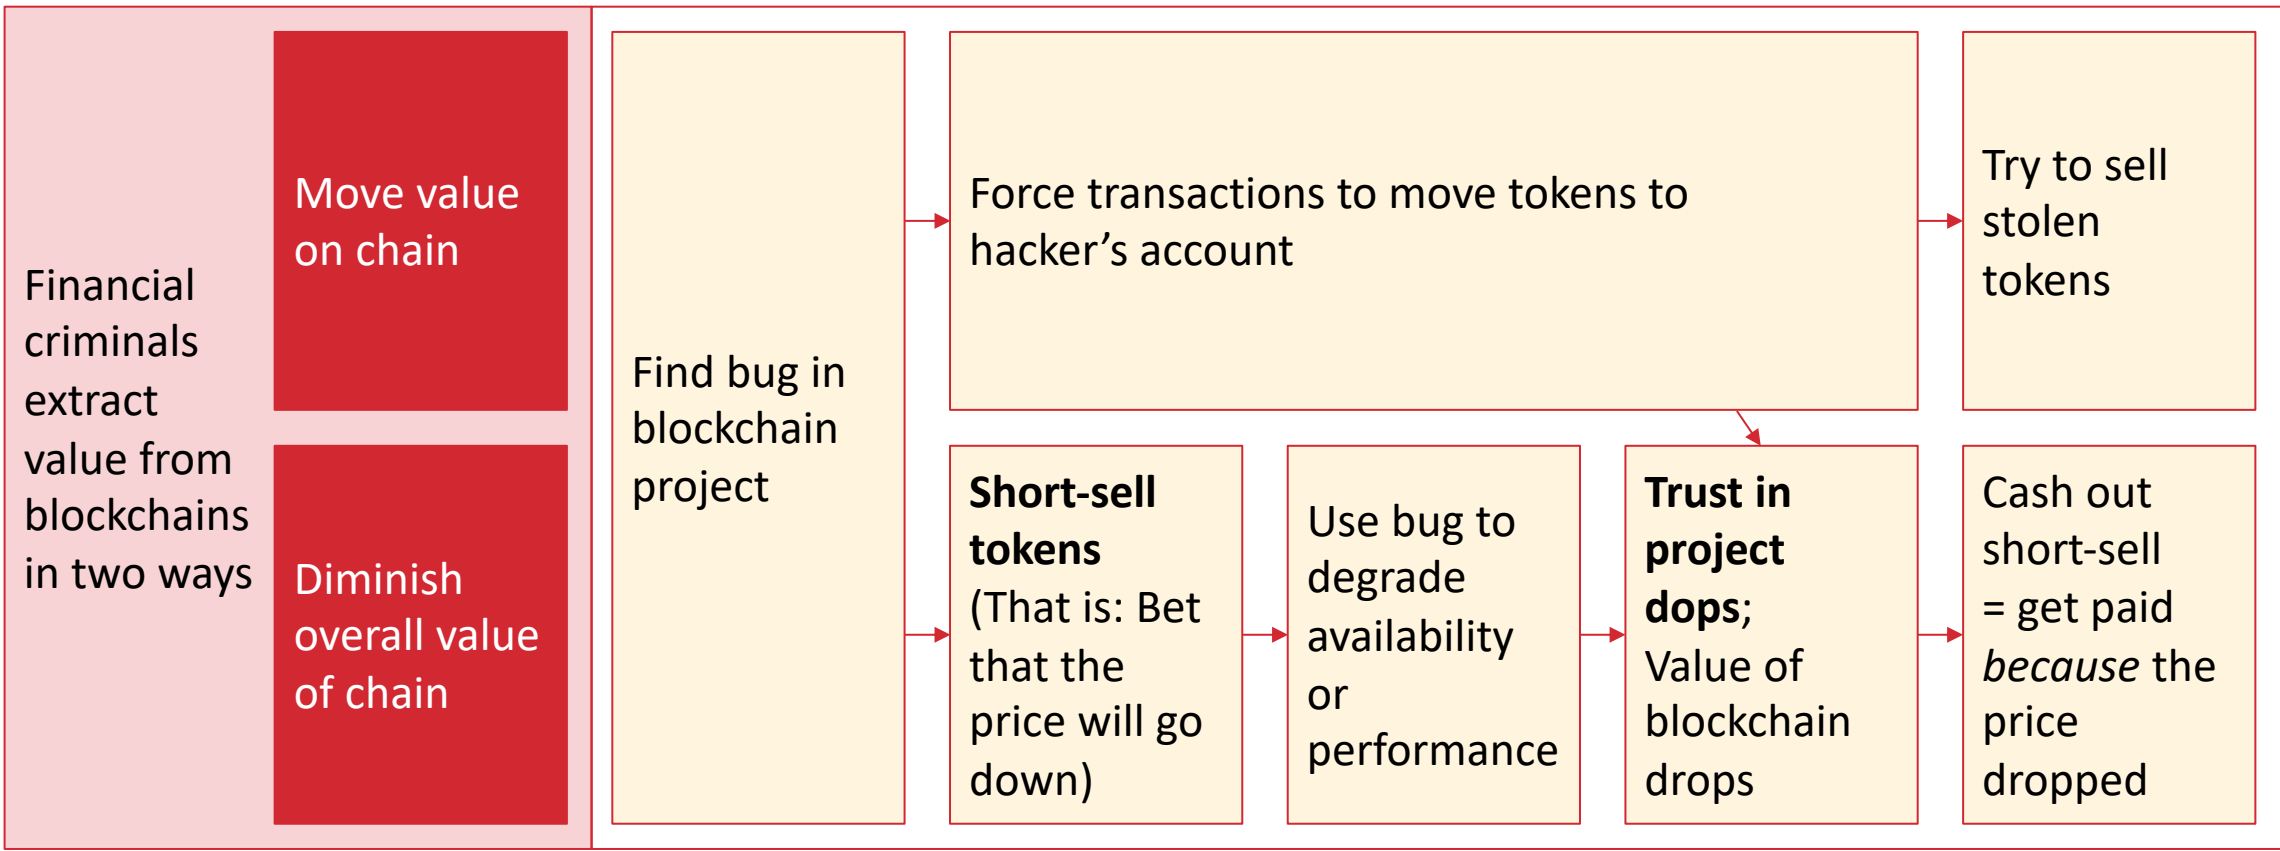 Financial
criminals
extract
value from
blockchains
in two ways
Move value
on chain
Diminish
overall value
of chain
Find bug in
blockchain
project
Force transactions to move tokens to
hacker’s account
Try to sell
stolen
tokens
Short-sell
tokens
(That is: Bet
that the
price will go
down)
Use bug to
degrade
availability
or
performance
Trust in
project
dops;
Value of
blockchain
drops
Cash out
short-sell
= get paid
because the
price
dropped